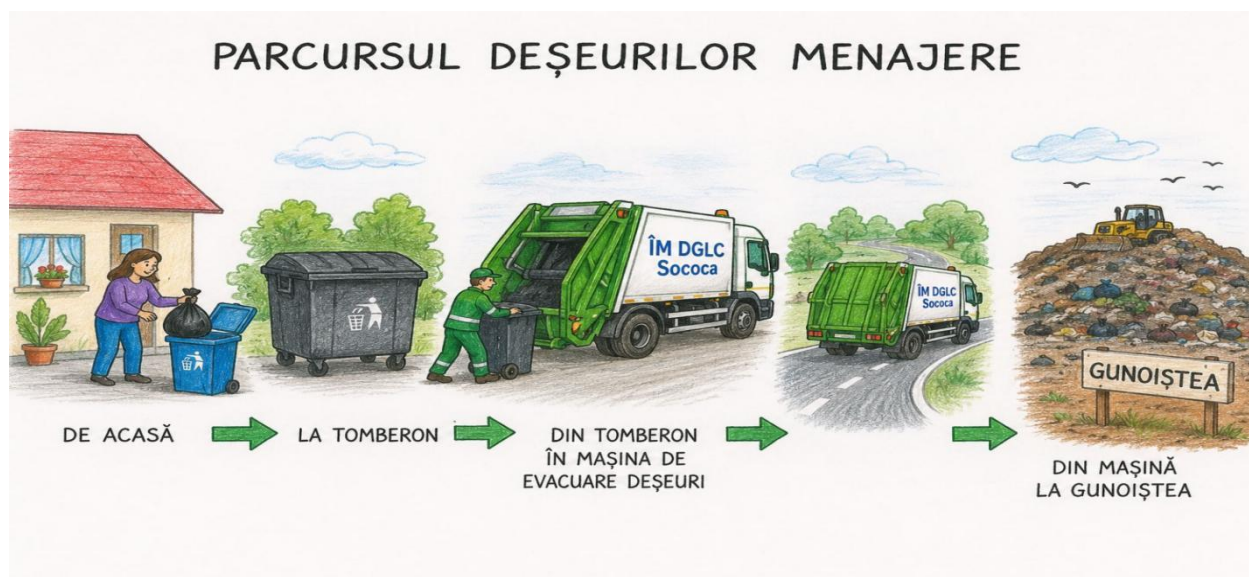 PARCURSUL DEȘEURILOR MENAJERE
ÎM DGLC
Sococa
ÎM DGLC
Sococa
GUNOIȘTEA
DE ACASĂ
LA TOMBERON
DIN TOMBERON
ÎN MAȘINA DE
EVACUARE DEȘEURI
DIN MAȘINĂ
LA GUNOIȘTEA